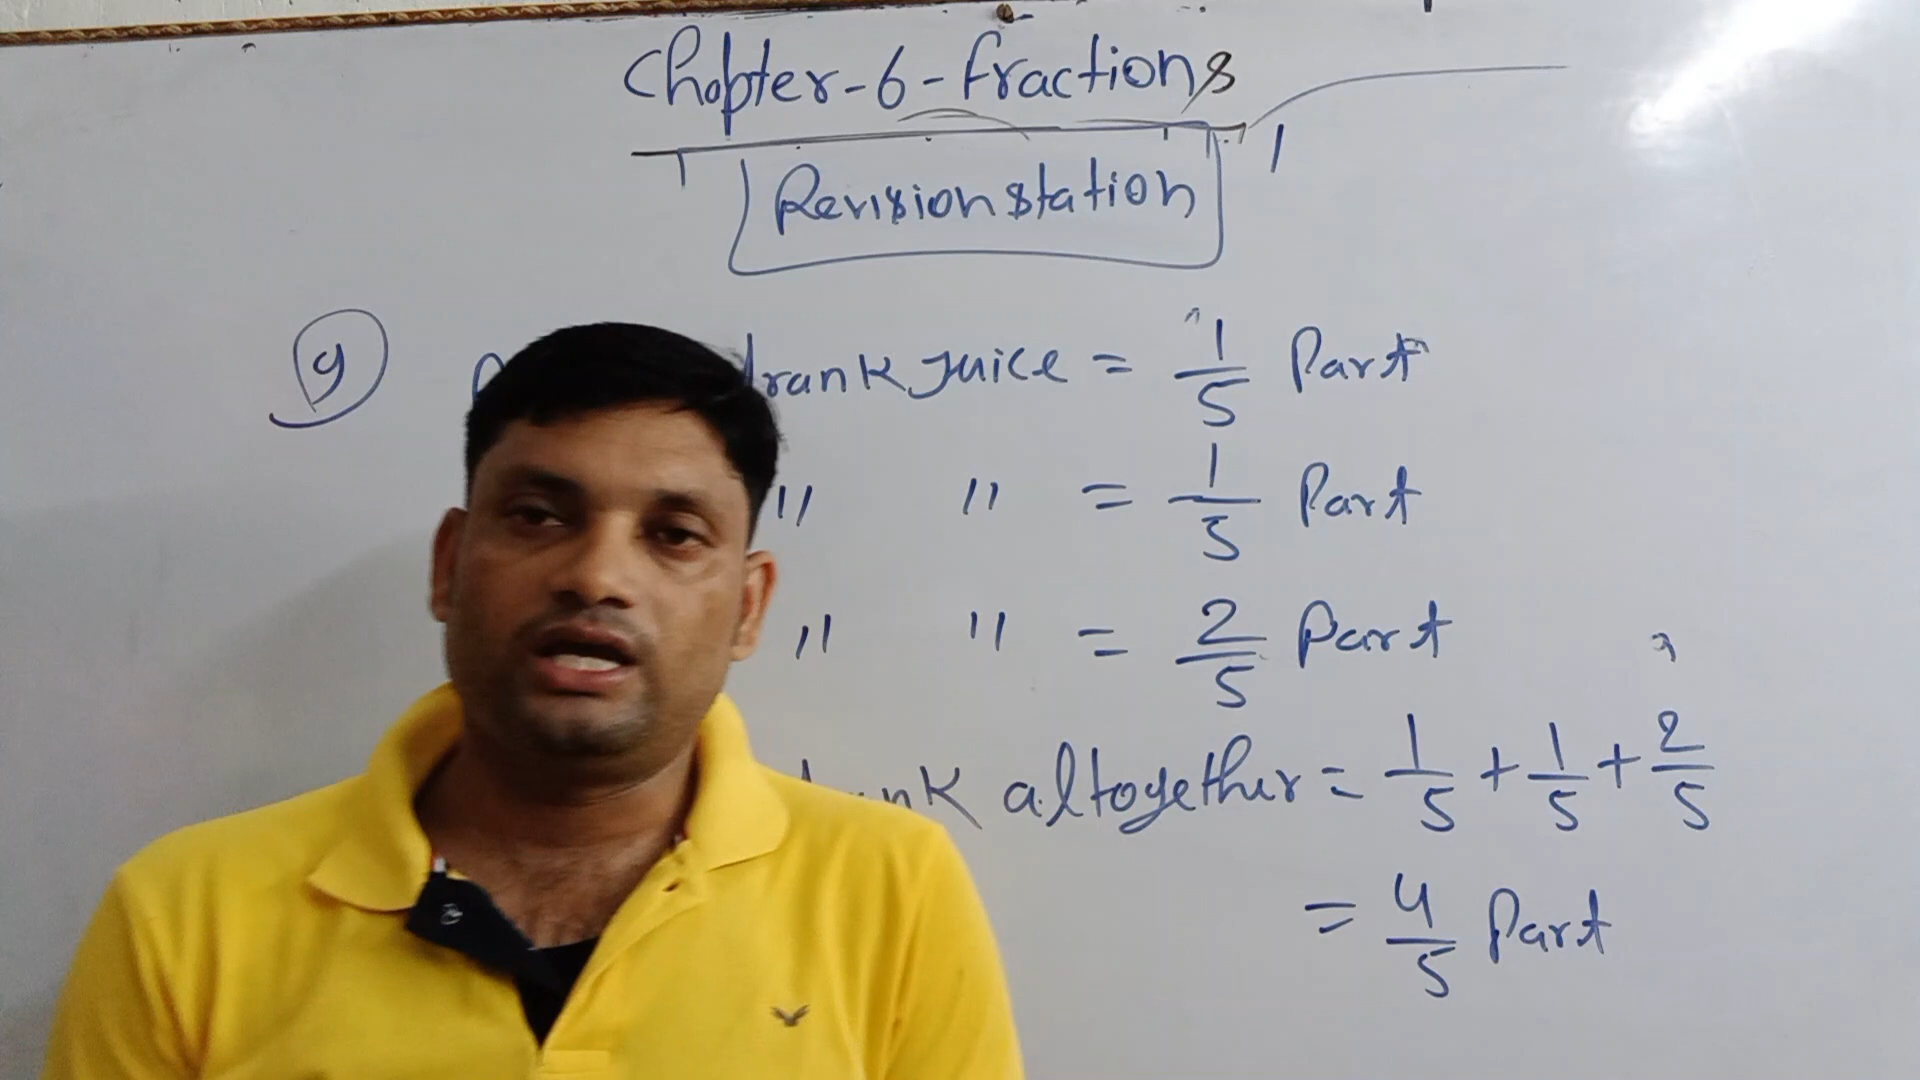 Chapter-6-fractions
Revision station
9 drank Juice = 1/5 Part
" " = 1/5 Part
" " = 2/5 Part
altogether = 1/5 + 1/5 + 2/5
= 4/5 Part